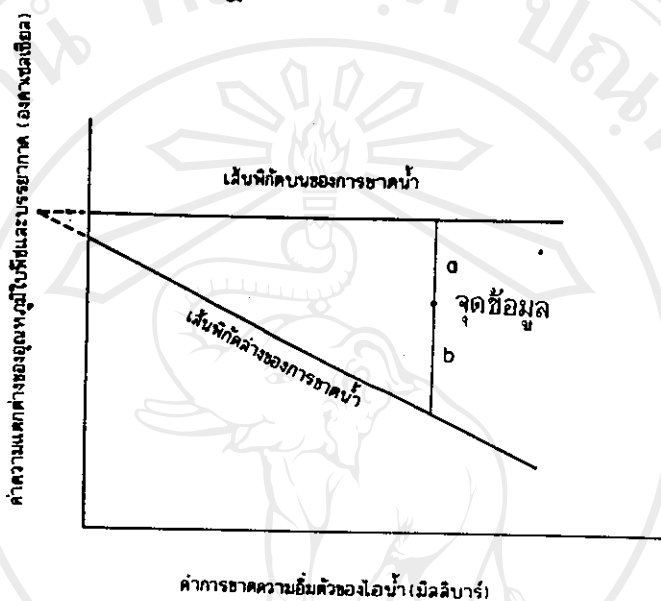 ค่าความแตกต่างของอุณหภูมิใบพืชและบรรยากาศ (องศาเซลเซียส)
เส้นพิกัดบนของการขาดน้ำ
a
จุดข้อมูล
b
เส้นพิกัดล่างของการขาดน้ำ
ค่าการขาดความอิ่มตัวของไอน้ำ (มิลลิบาร์)